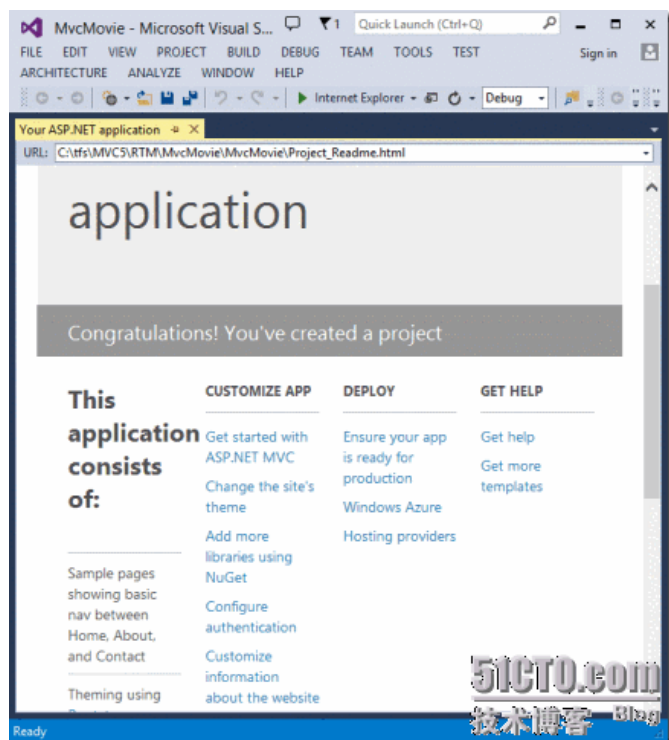 MvcMovie - Microsoft Visual S...
1
Quick Launch (Ctrl+Q)
FILE EDIT VIEW PROJECT BUILD DEBUG TEAM TOOLS TEST Sign in
ARCHITECTURE ANALYZE WINDOW HELP
Internet Explorer Debug
Your ASP.NET application
URL: C:\tfs\MVC5\RTM\MvcMovie\MvcMovie\Project_Readme.html
application
Congratulations! You've created a project
This
application
consists
of:
Sample pages
showing basic
nav between
Home, About,
and Contact
Theming using
CUSTOMIZE APP
Get started with
ASP.NET MVC
Change the site's
theme
Add more
libraries using
NuGet
Configure
authentication
Customize
information
about the website
DEPLOY
Ensure your app
is ready for
production
Windows Azure
Hosting providers
GET HELP
Get help
Get more
templates
51CTO.com
技术博客 Blog
Ready